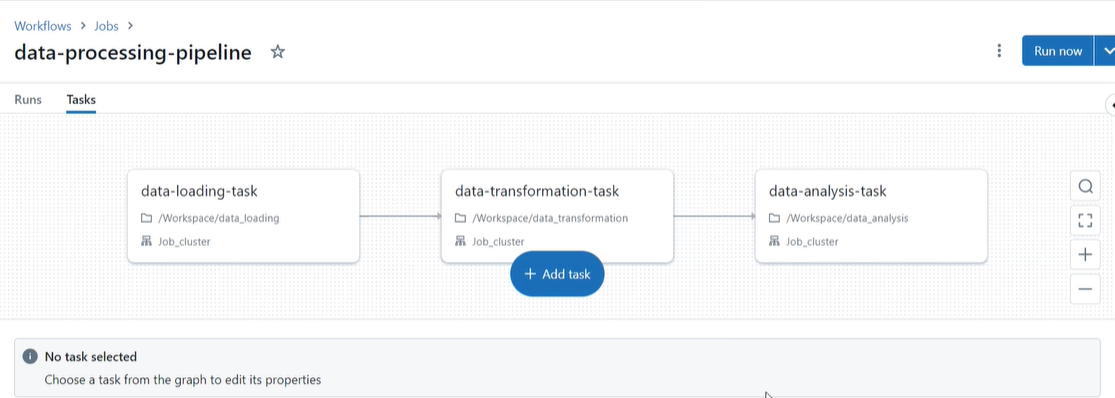 Workflows > Jobs >
data-processing-pipeline
Run now
Runs Tasks
data-loading-task
/Workspace/data_loading
Job_cluster
data-transformation-task
/Workspace/data_transformation
Job_cluster
data-analysis-task
/Workspace/data_analysis
Job_cluster
+ Add task
No task selected
Choose a task from the graph to edit its properties